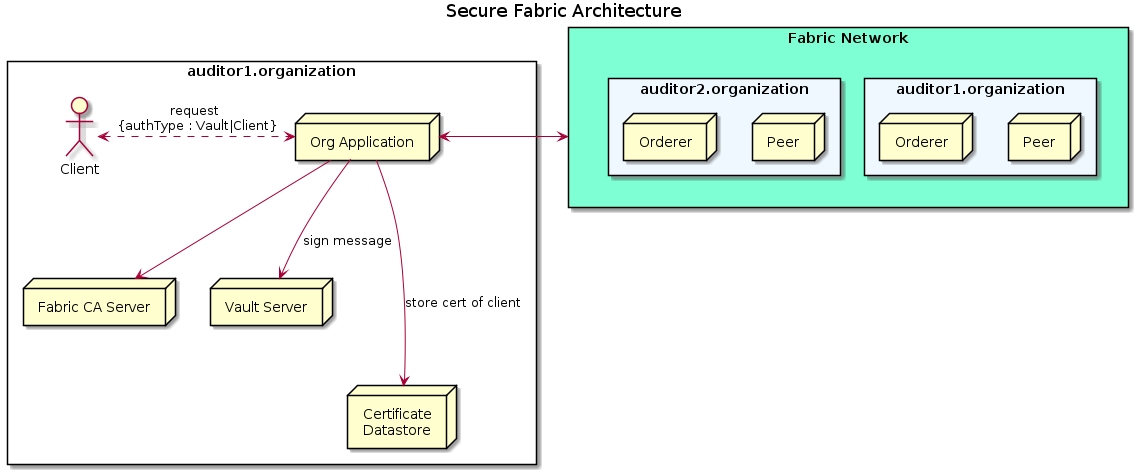 Secure Fabric Architecture
auditor1.organization
request
{authType : Vault|Client}
Client
Org Application
sign message
store cert of client
Fabric CA Server
Vault Server
Certificate
Datastore
Fabric Network
auditor2.organization
Orderer
Peer
auditor1.organization
Orderer
Peer